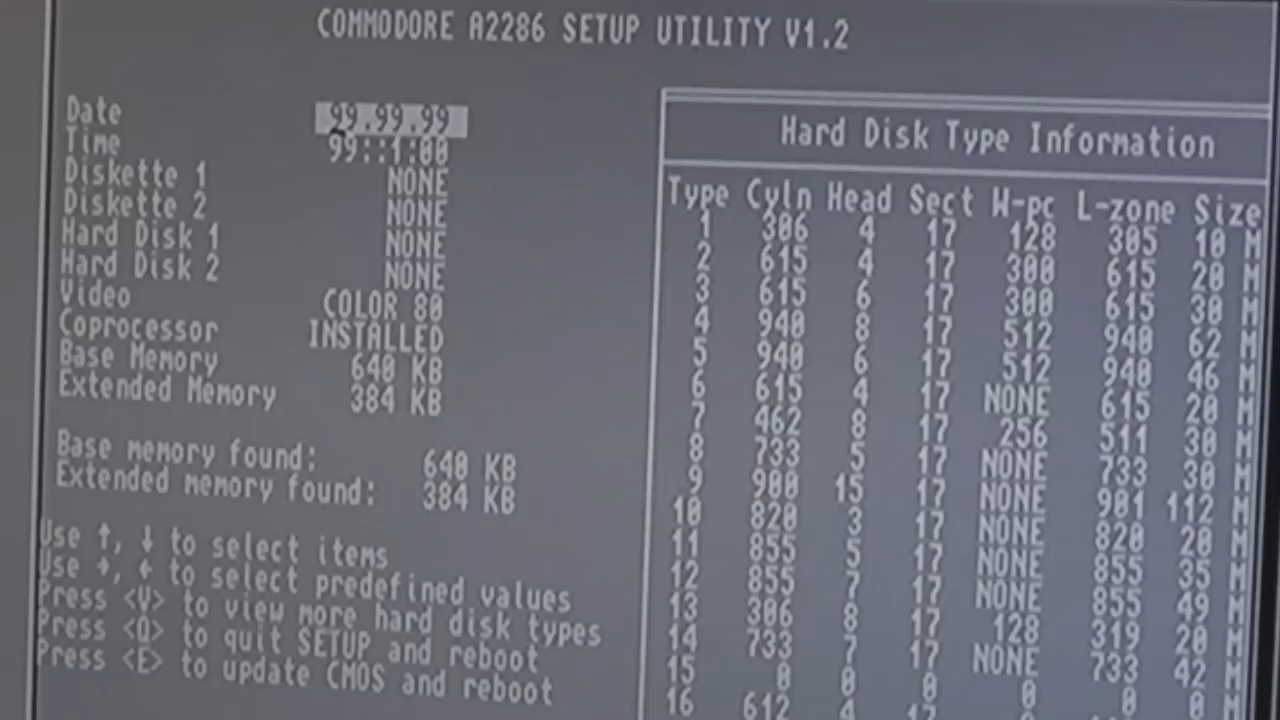 COMMODORE A2286 SETUP UTILITY V1.2
Date 99.99.99
Time 99::1:00
Diskette 1 NONE
Diskette 2 NONE
Hard Disk 1 NONE
Hard Disk 2 NONE
Video COLOR 80
Coprocessor INSTALLED
Base Memory 640 KB
Extended Memory 384 KB
Base memory found: 640 KB
Extended memory found: 384 KB
Use ↑, ↓ to select items
Use →, ← to select predefined values
Press <V> to view more hard disk types
Press <Q> to quit SETUP and reboot
Press <E> to update CMOS and reboot
Hard Disk Type Information
Type Cyln Head Sect W-pc L-zone Size
1 306 4 17 128 305 10 M
2 615 4 17 300 615 20 M
3 615 6 17 300 615 30 M
4 940 8 17 512 940 62 M
5 940 6 17 512 940 46 M
6 615 4 17 NONE 615 20 M
7 462 8 17 256 511 30 M
8 733 5 17 NONE 733 30 M
9 900 15 17 NONE 901 112 M
10 820 3 17 NONE 820 20 M
11 855 5 17 NONE 855 35 M
12 855 7 17 NONE 855 49 M
13 306 8 17 128 319 20 M
14 733 7 17 NONE 733 42 M
15 0 0 0 0 0 0 M
16 612 4 17